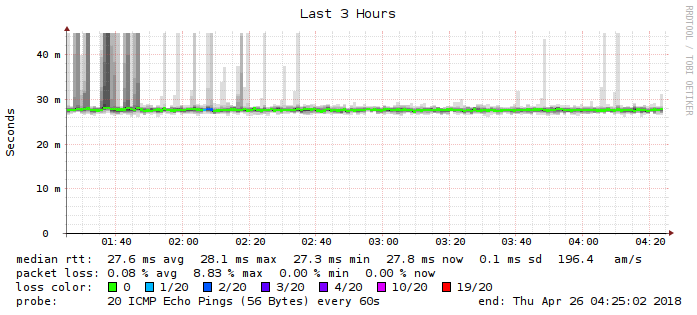 Last 3 Hours
RRDTOOL / TOBI OETIKER
Seconds
40 m
30 m
20 m
10 m
0
01:40 02:00 02:20 02:40 03:00 03:20 03:40 04:00 04:20
median rtt: 27.6 ms avg 28.1 ms max 27.3 ms min 27.8 ms now 0.1 ms sd 196.4 am/s
packet loss: 0.08 % avg 8.83 % max 0.00 % min 0.00 % now
loss color: 0 1/20 2/20 3/20 4/20 10/20 19/20
probe: 20 ICMP Echo Pings (56 Bytes) every 60s end: Thu Apr 26 04:25:02 2018